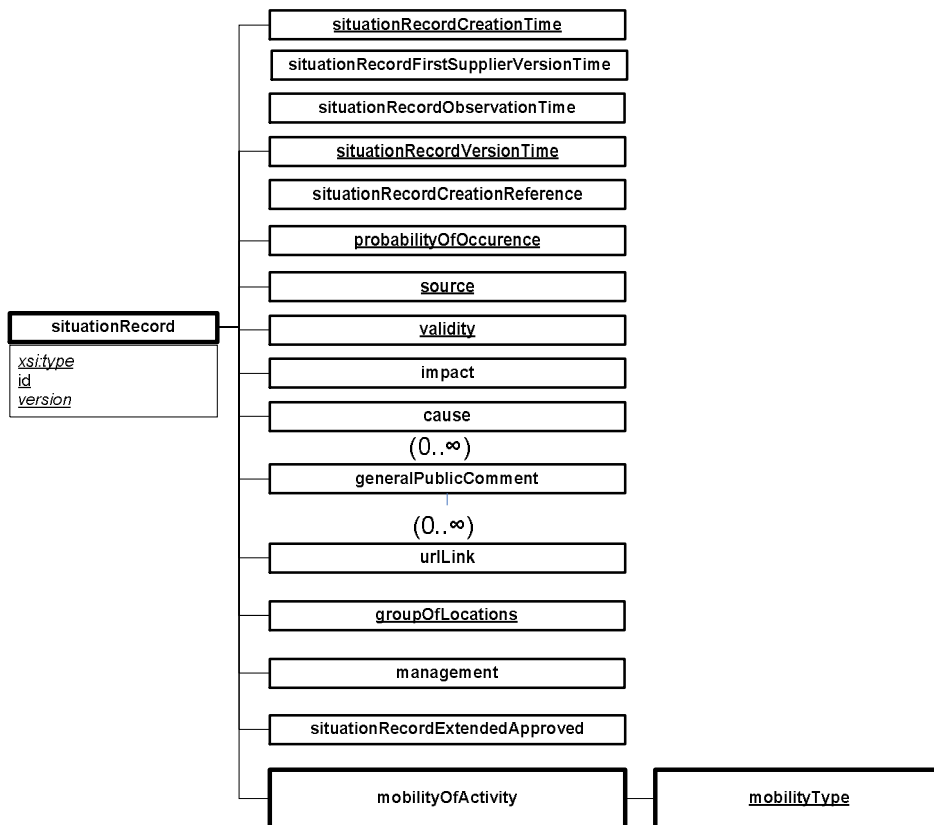 situationRecordCreationTime
situationRecordFirstSupplierVersionTime
situationRecordObservationTime
situationRecordVersionTime
situationRecordCreationReference
probabilityOfOccurence
source
situationRecord
validity
xsi:type
id
version
impact
cause
(0..∞)
generalPublicComment
(0..∞)
urlLink
groupOfLocations
management
situationRecordExtendedApproved
mobilityOfActivity
mobilityType